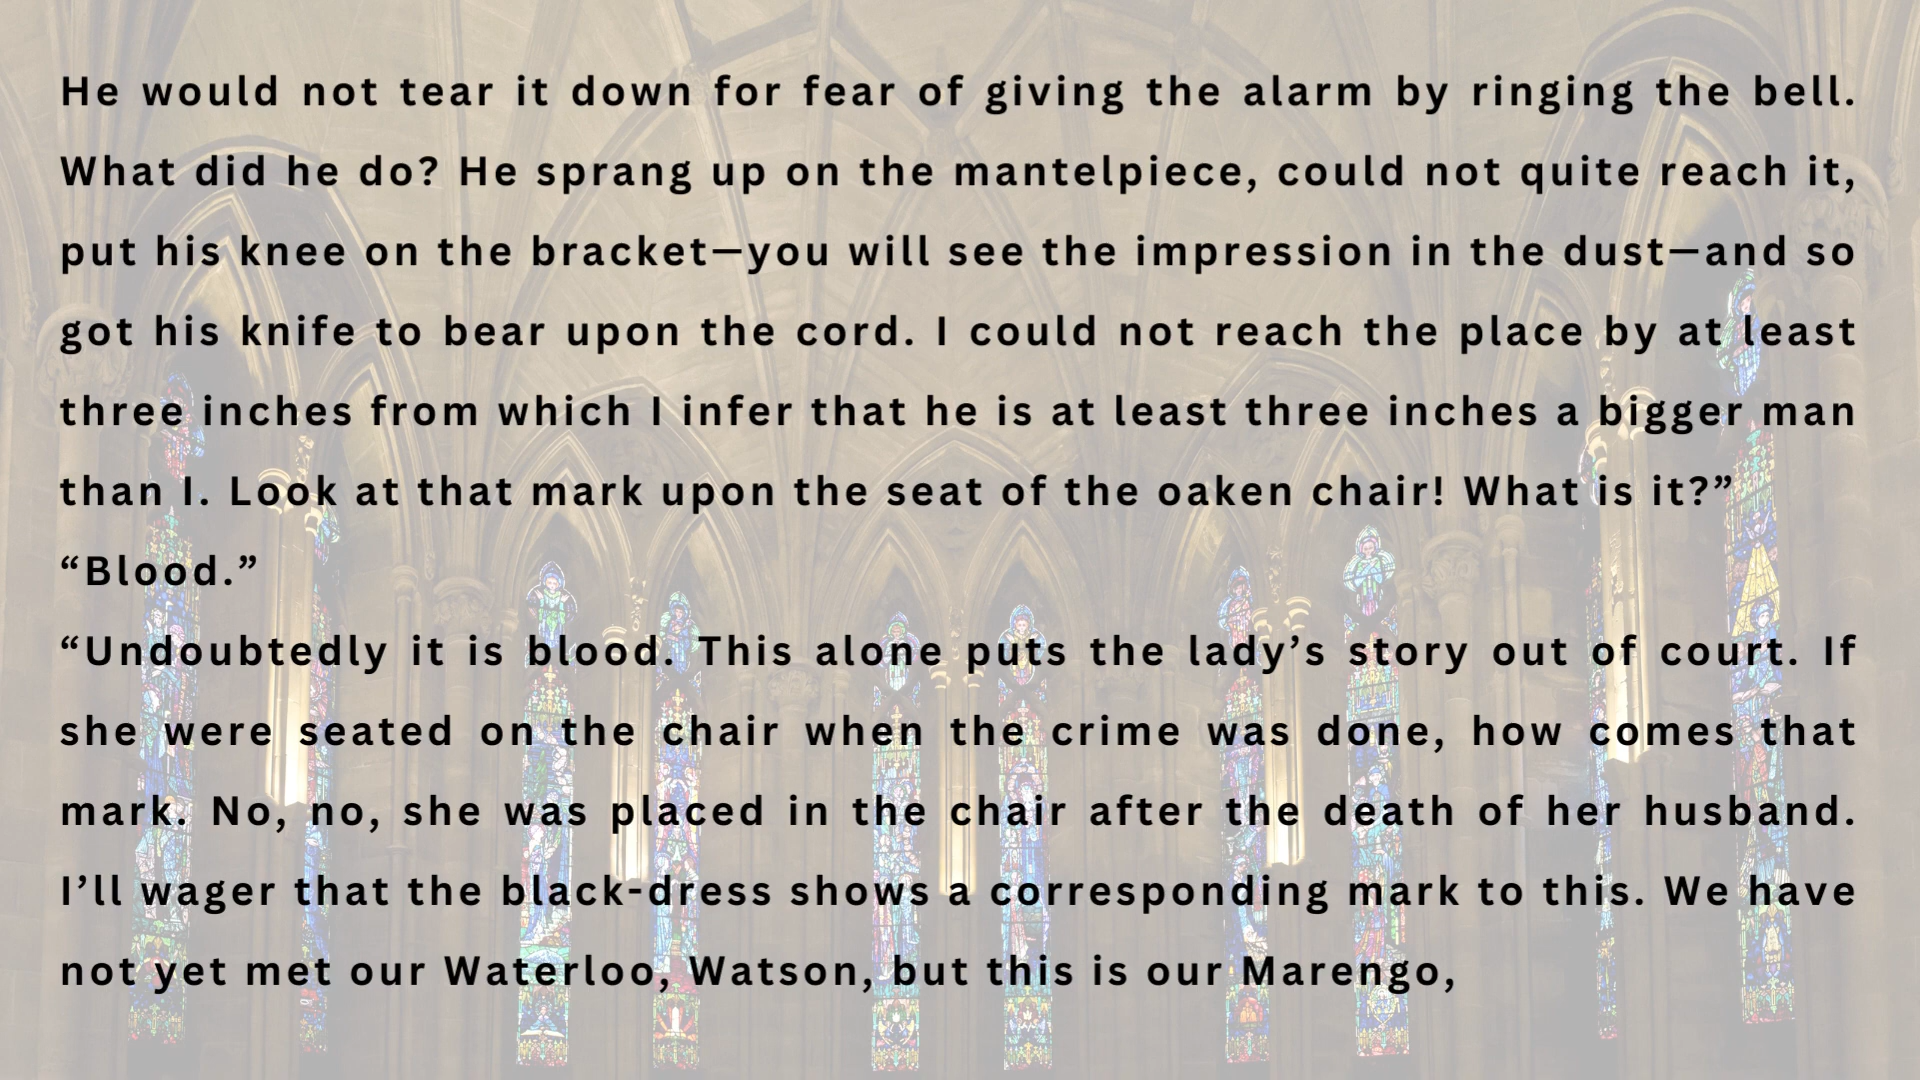 He would not tear it down for fear of giving the alarm by ringing the bell.
What did he do? He sprang up on the mantelpiece, could not quite reach it,
put his knee on the bracket—you will see the impression in the dust—and so
got his knife to bear upon the cord. I could not reach the place by at least
three inches from which I infer that he is at least three inches a bigger man
than I. Look at that mark upon the seat of the oaken chair! What is it?”
“Blood.”
“Undoubtedly it is blood. This alone puts the lady’s story out of court. If
she were seated on the chair when the crime was done, how comes that
mark. No, no, she was placed in the chair after the death of her husband.
I’ll wager that the black-dress shows a corresponding mark to this. We have
not yet met our Waterloo, Watson, but this is our Marengo,